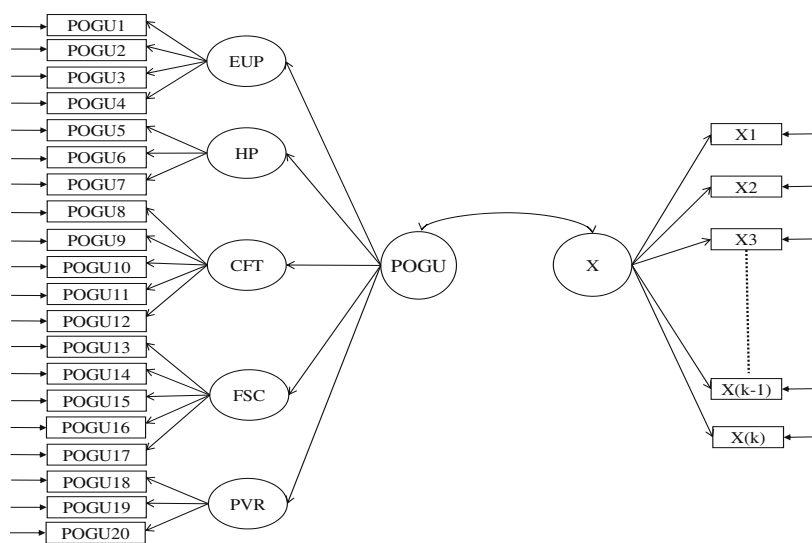 POGU1
POGU2
POGU3
POGU4
POGU5
POGU6
POGU7
POGU8
POGU9
POGU10
POGU11
POGU12
POGU13
POGU14
POGU15
POGU16
POGU17
POGU18
POGU19
POGU20
EUP
HP
CFT
FSC
PVR
POGU
X
X1
X2
X3
X(k-1)
X(k)